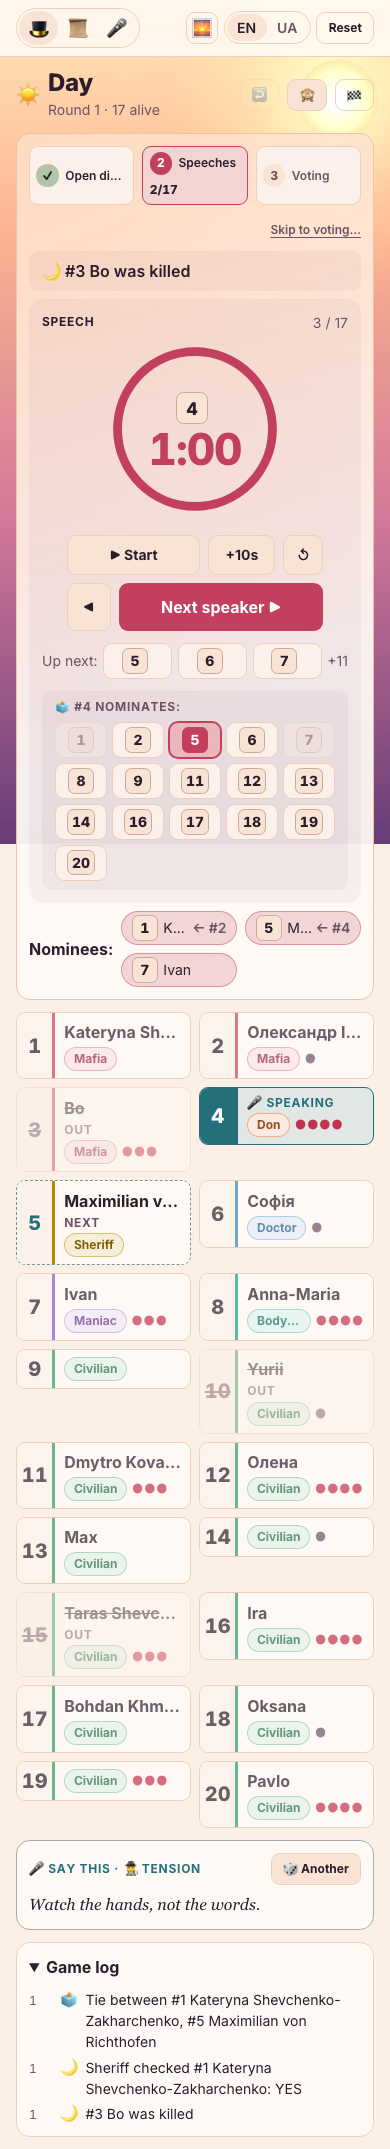 EN UA Reset
Day
Round 1 · 17 alive
Open di...
2 Speeches
2/17
3 Voting
Skip to voting...
#3 Bo was killed
SPEECH 3 / 17
4
1:00
Start +10s
Next speaker
Up next: 5 6 7 +11
#4 NOMINATES:
1 2 5 6 7
8 9 11 12 13
14 16 17 18 19
20
Nominees:
1 K... ← #2
5 M... ← #4
7 Ivan
1 Kateryna Sh...
Mafia
2 Олександр І...
Mafia
3 Bo
OUT
Mafia
4 SPEAKING
Don
5 Maximilian v...
NEXT
Sheriff
6 Софія
Doctor
7 Ivan
Maniac
8 Anna-Maria
Body...
9 Civilian
10 Yurii
OUT
Civilian
11 Dmytro Kova...
Civilian
12 Олена
Civilian
13 Max
Civilian
14 Civilian
15 Taras Shevc...
OUT
Civilian
16 Ira
Civilian
17 Bohdan Khm...
Civilian
18 Oksana
Civilian
19 Civilian
20 Pavlo
Civilian
SAY THIS · TENSION
Another
Watch the hands, not the words.
Game log
1 Tie between #1 Kateryna Shevchenko-
Zakharchenko, #5 Maximilian von
Richthofen
1 Sheriff checked #1 Kateryna
Shevchenko-Zakharchenko: YES
1 #3 Bo was killed